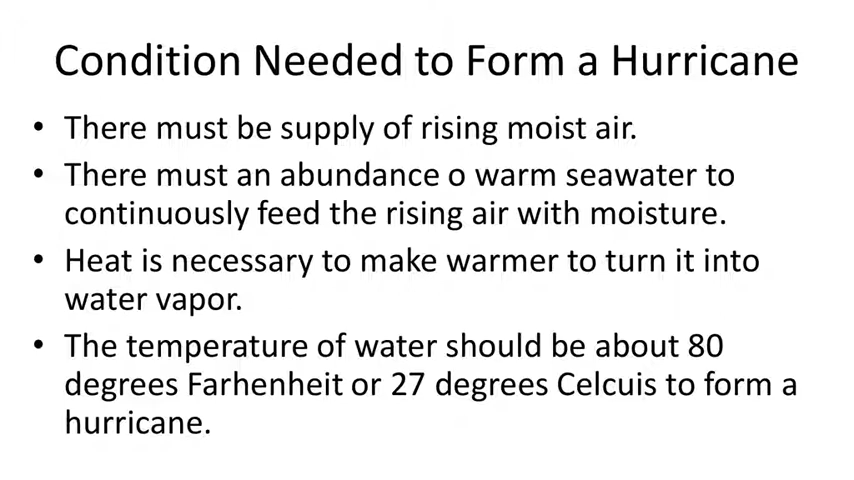 Condition Needed to Form a Hurricane
• There must be supply of rising moist air.
• There must an abundance o warm seawater to
continuously feed the rising air with moisture.
• Heat is necessary to make warmer to turn it into
water vapor.
• The temperature of water should be about 80
degrees Farhenheit or 27 degrees Celcuis to form a
hurricane.